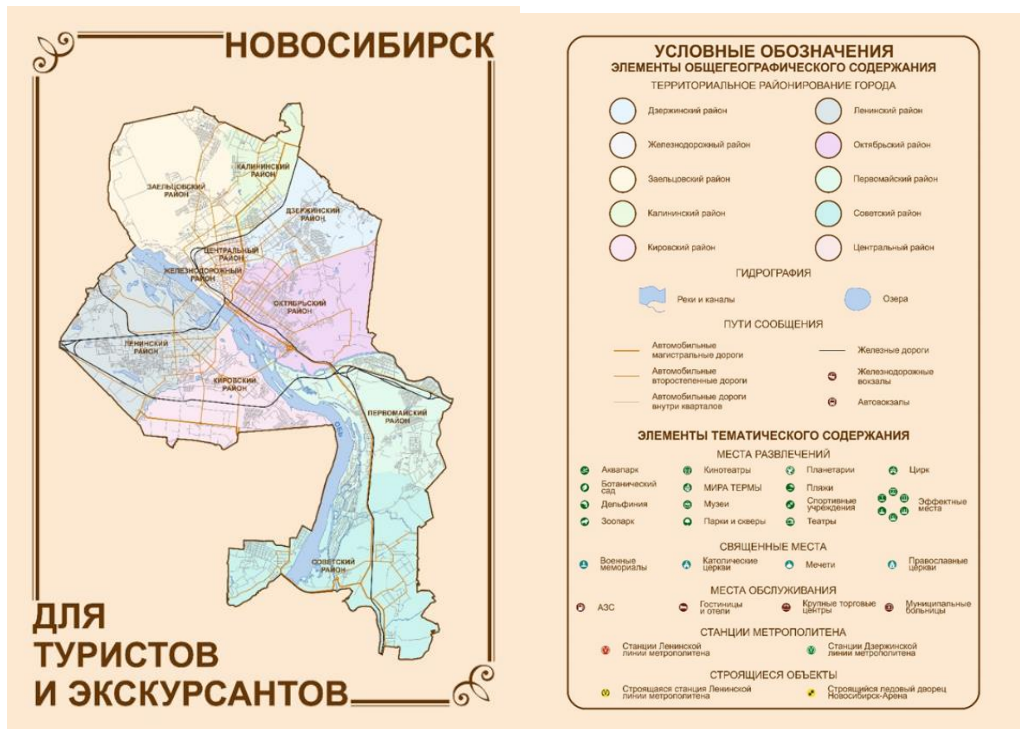 НОВОСИБИРСК
КАЛИНИНСКИЙ
РАЙОН
ЗАЕЛЬЦОВСКИЙ
РАЙОН
ДЗЕРЖИНСКИЙ
РАЙОН
ЦЕНТРАЛЬНЫЙ
РАЙОН
ЖЕЛЕЗНОДОРОЖНЫЙ
РАЙОН
ОКТЯБРЬСКИЙ
РАЙОН
ЛЕНИНСКИЙ
РАЙОН
КИРОВСКИЙ
РАЙОН
ПЕРВОМАЙСКИЙ
РАЙОН
ОБЬ
СОВЕТСКИЙ
РАЙОН
ДЛЯ
ТУРИСТОВ
И ЭКСКУРСАНТОВ
УСЛОВНЫЕ ОБОЗНАЧЕНИЯ
ЭЛЕМЕНТЫ ОБЩЕГЕОГРАФИЧЕСКОГО СОДЕРЖАНИЯ
ТЕРРИТОРИАЛЬНОЕ РАЙОНИРОВАНИЕ ГОРОДА
Дзержинский район
Ленинский район
Железнодорожный район
Октябрьский район
Заельцовский район
Первомайский район
Калининский район
Советский район
Кировский район
Центральный район
ГИДРОГРАФИЯ
Реки и каналы
Озера
ПУТИ СООБЩЕНИЯ
Автомобильные
магистральные дороги
Железные дороги
Автомобильные
второстепенные дороги
Железнодорожные
вокзалы
Автомобильные дороги
внутри кварталов
Автовокзалы
ЭЛЕМЕНТЫ ТЕМАТИЧЕСКОГО СОДЕРЖАНИЯ
МЕСТА РАЗВЛЕЧЕНИЙ
Аквапарк
Кинотеатры
Планетарии
Цирк
Ботанический
сад
МИРА ТЕРМЫ
Пляжи
Дельфиния
Музеи
Спортивные
учреждения
Эффектные
места
Зоопарк
Парки и скверы
Театры
СВЯЩЕННЫЕ МЕСТА
Военные
мемориалы
Католические
церкви
Мечети
Православные
церкви
МЕСТА ОБСЛУЖИВАНИЯ
АЗС
Гостиницы
и отели
Крупные торговые
центры
Муниципальные
больницы
СТАНЦИИ МЕТРОПОЛИТЕНА
Станции Ленинской
линии метрополитена
Станции Дзержинской
линии метрополитена
СТРОЯЩИЕСЯ ОБЪЕКТЫ
Строящаяся станция Ленинской
линии метрополитена
Строящийся ледовый дворец
Новосибирск-Арена